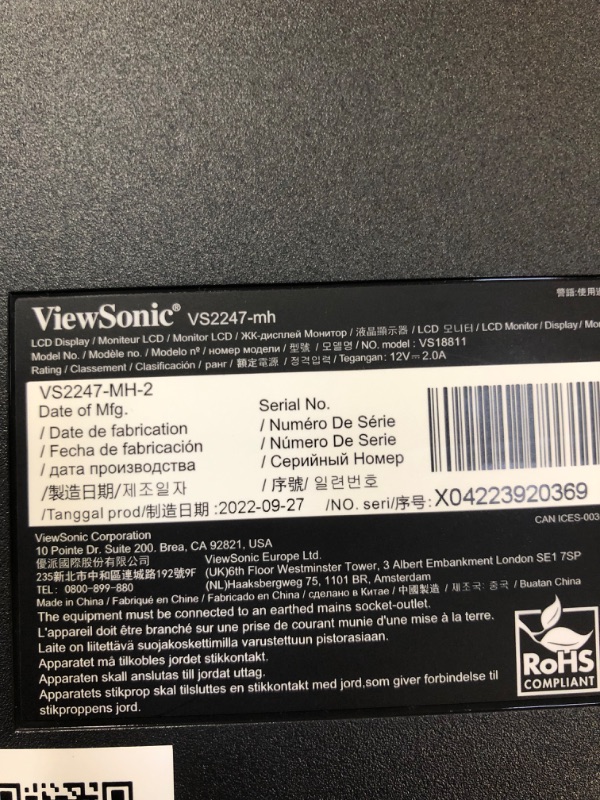 警語:使用過
ViewSonic® VS2247-mh
LCD Display / Moniteur LCD / Monitor LCD / ЖК-дисплей Монитор / 液晶顯示器 / LCD 모니터 / LCD Monitor / Display / Mon
Model No. / Modèle no. / Modelo nº / номер модели / 型號 / 모델명 / NO. model : VS18811
Rating / Classement / Clasificación / ранг / 額定電源 / 정격입력 / Tegangan : 12V⎓ 2.0A
VS2247-MH-2
Date of Mfg.
/ Date de fabrication
/ Fecha de fabricación
/ дата производства
/製造日期/제조일자
/Tanggal prod/制造日期 : 2022-09-27
Serial No.
/ Numéro De Série
/ Número De Serie
/ Серийный Номер
/ 序號/ 일련번호
/NO. seri/序号: X04223920369
CAN ICES-003
ViewSonic Corporation
10 Pointe Dr. Suite 200. Brea, CA 92821, USA
優派國際股份有限公司
235新北市中和區連城路192號9F
TEL: 0800-899-880
ViewSonic Europe Ltd.
(UK)6th Floor Westminster Tower, 3 Albert Embankment London SE1 7SP
(NL)Haaksbergweg 75, 1101 BR, Amsterdam
Made in China / Fabriqué en Chine / Fabricado en China / сделано в Китае / 中國製造 / 제조국: 중국 / Buatan China
The equipment must be connected to an earthed mains socket-outlet.
L'appareil doit être branché sur une prise de courant munie d'une mise à la terre.
Laite on liitettävä suojakoskettimilla varustettuun pistorasiaan.
Apparatet må tilkobles jordet stikkontakt.
Apparaten skall anslutas till jordat uttag.
Apparatets stikprop skal tilsluttes en stikkontakt med jord,som giver forbindelse til
stikproppens jord.
RoHS
COMPLIANT